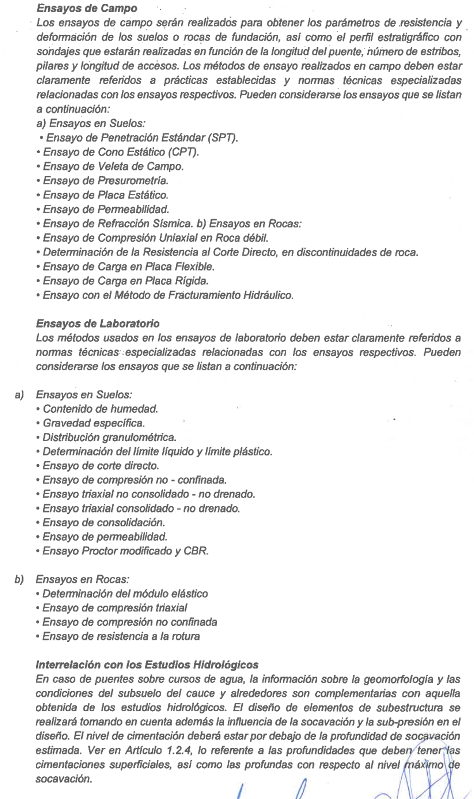 Ensayos de Campo
Los ensayos de campo serán realizados para obtener los parámetros de resistencia y
deformación de los suelos o rocas de fundación, así como el perfil estratigráfico con
sondajes que estarán realizadas en función de la longitud del puente, número de estribos,
pilares y longitud de accesos. Los métodos de ensayo realizados en campo deben estar
claramente referidos a prácticas establecidas y normas técnicas especializadas
relacionadas con los ensayos respectivos. Pueden considerarse los ensayos que se listan
a continuación:
a) Ensayos en Suelos:
• Ensayo de Penetración Estándar (SPT).
• Ensayo de Cono Estático (CPT).
• Ensayo de Veleta de Campo.
• Ensayo de Presurometría.
• Ensayo de Placa Estático.
• Ensayo de Permeabilidad.
• Ensayo de Refracción Sísmica. b) Ensayos en Rocas:
• Ensayo de Compresión Uniaxial en Roca débil.
• Determinación de la Resistencia al Corte Directo, en discontinuidades de roca.
• Ensayo de Carga en Placa Flexible.
• Ensayo de Carga en Placa Rígida.
• Ensayo con el Método de Fracturamiento Hidráulico.
Ensayos de Laboratorio
Los métodos usados en los ensayos de laboratorio deben estar claramente referidos a
normas técnicas especializadas relacionadas con los ensayos respectivos. Pueden
considerarse los ensayos que se listan a continuación:
a) Ensayos en Suelos:
• Contenido de humedad.
• Gravedad específica.
• Distribución granulométrica.
• Determinación del límite líquido y límite plástico.
• Ensayo de corte directo.
• Ensayo de compresión no - confinada.
• Ensayo triaxial no consolidado - no drenado.
• Ensayo triaxial consolidado - no drenado.
• Ensayo de consolidación.
• Ensayo de permeabilidad.
• Ensayo Proctor modificado y CBR.
b) Ensayos en Rocas:
• Determinación del módulo elástico
• Ensayo de compresión triaxial
• Ensayo de compresión no confinada
• Ensayo de resistencia a la rotura
Interrelación con los Estudios Hidrológicos
En caso de puentes sobre cursos de agua, la información sobre la geomorfología y las
condiciones del subsuelo del cauce y alrededores son complementarias con aquella
obtenida de los estudios hidrológicos. El diseño de elementos de subestructura se
realizará tomando en cuenta además la influencia de la socavación y la sub-presión en el
diseño. El nivel de cimentación deberá estar por debajo de la profundidad de socavación
estimada. Ver en Artículo 1.2.4, lo referente a las profundidades que deben tener las
cimentaciones superficiales, así como las profundas con respecto al nivel máximo de
socavación.